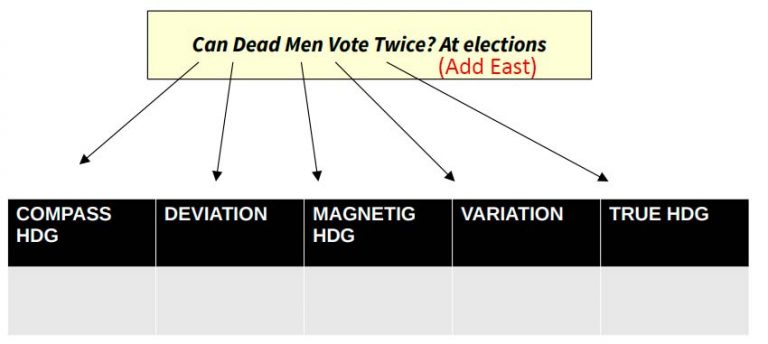 Can Dead Men Vote Twice? At elections
(Add East)
COMPASS
HDG
DEVIATION
MAGNETIG
HDG
VARIATION
TRUE HDG